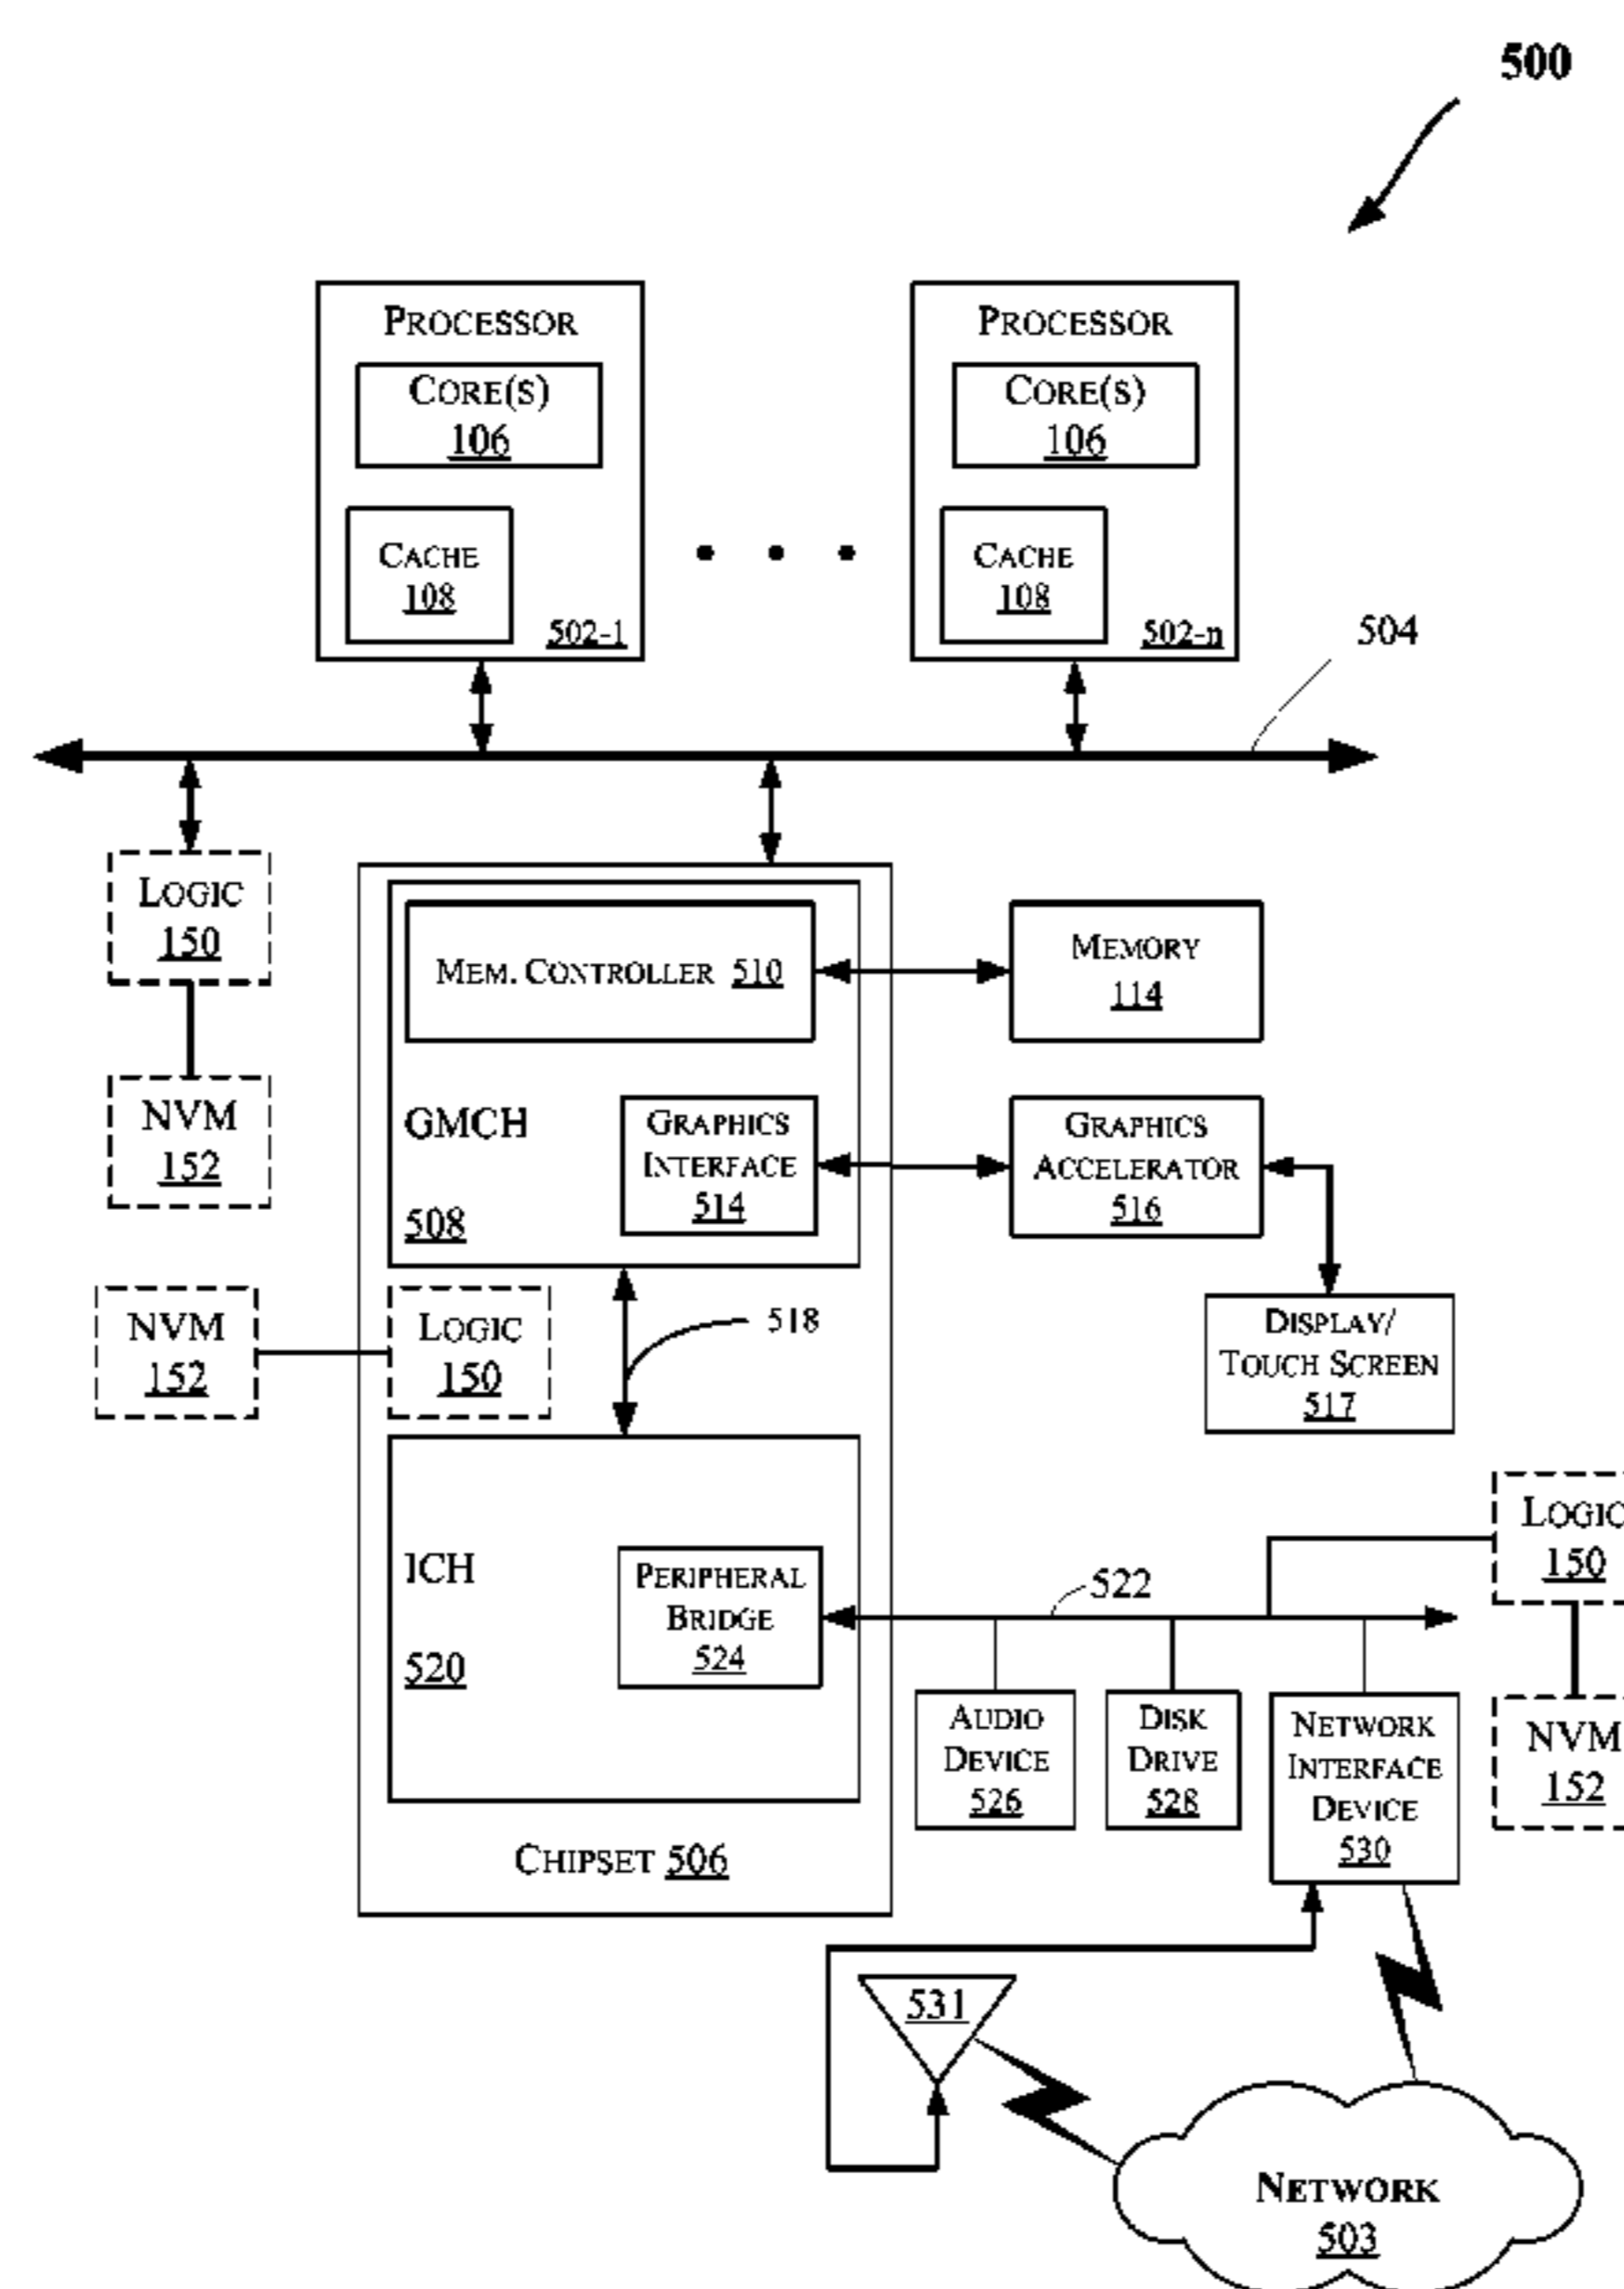 500
PROCESSOR
CORE(S)
106
CACHE
108
502-1
PROCESSOR
CORE(S)
106
CACHE
108
502-n
504
LOGIC
150
NVM
152
MEM. CONTROLLER 510
MEMORY
114
GMCH
508
GRAPHICS
INTERFACE
514
GRAPHICS
ACCELERATOR
516
NVM
152
LOGIC
150
518
DISPLAY/
TOUCH SCREEN
517
ICH
520
PERIPHERAL
BRIDGE
524
522
LOGIC
150
NVM
152
AUDIO
DEVICE
526
DISK
DRIVE
528
NETWORK
INTERFACE
DEVICE
530
CHIPSET 506
531
NETWORK
503